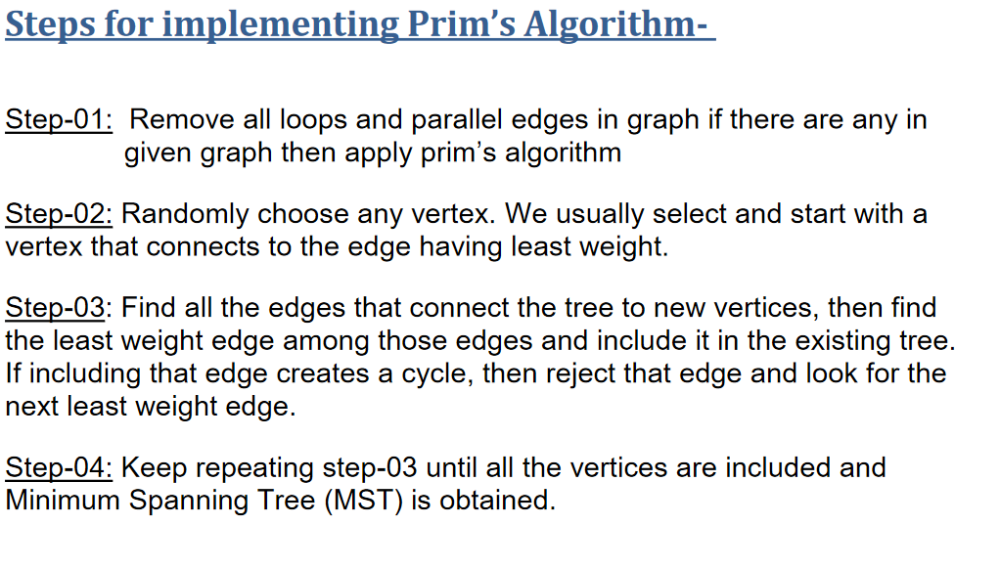 Steps for implementing Prim’s Algorithm-
Step-01: Remove all loops and parallel edges in graph if there are any in
given graph then apply prim’s algorithm
Step-02: Randomly choose any vertex. We usually select and start with a
vertex that connects to the edge having least weight.
Step-03: Find all the edges that connect the tree to new vertices, then find
the least weight edge among those edges and include it in the existing tree.
If including that edge creates a cycle, then reject that edge and look for the
next least weight edge.
Step-04: Keep repeating step-03 until all the vertices are included and
Minimum Spanning Tree (MST) is obtained.